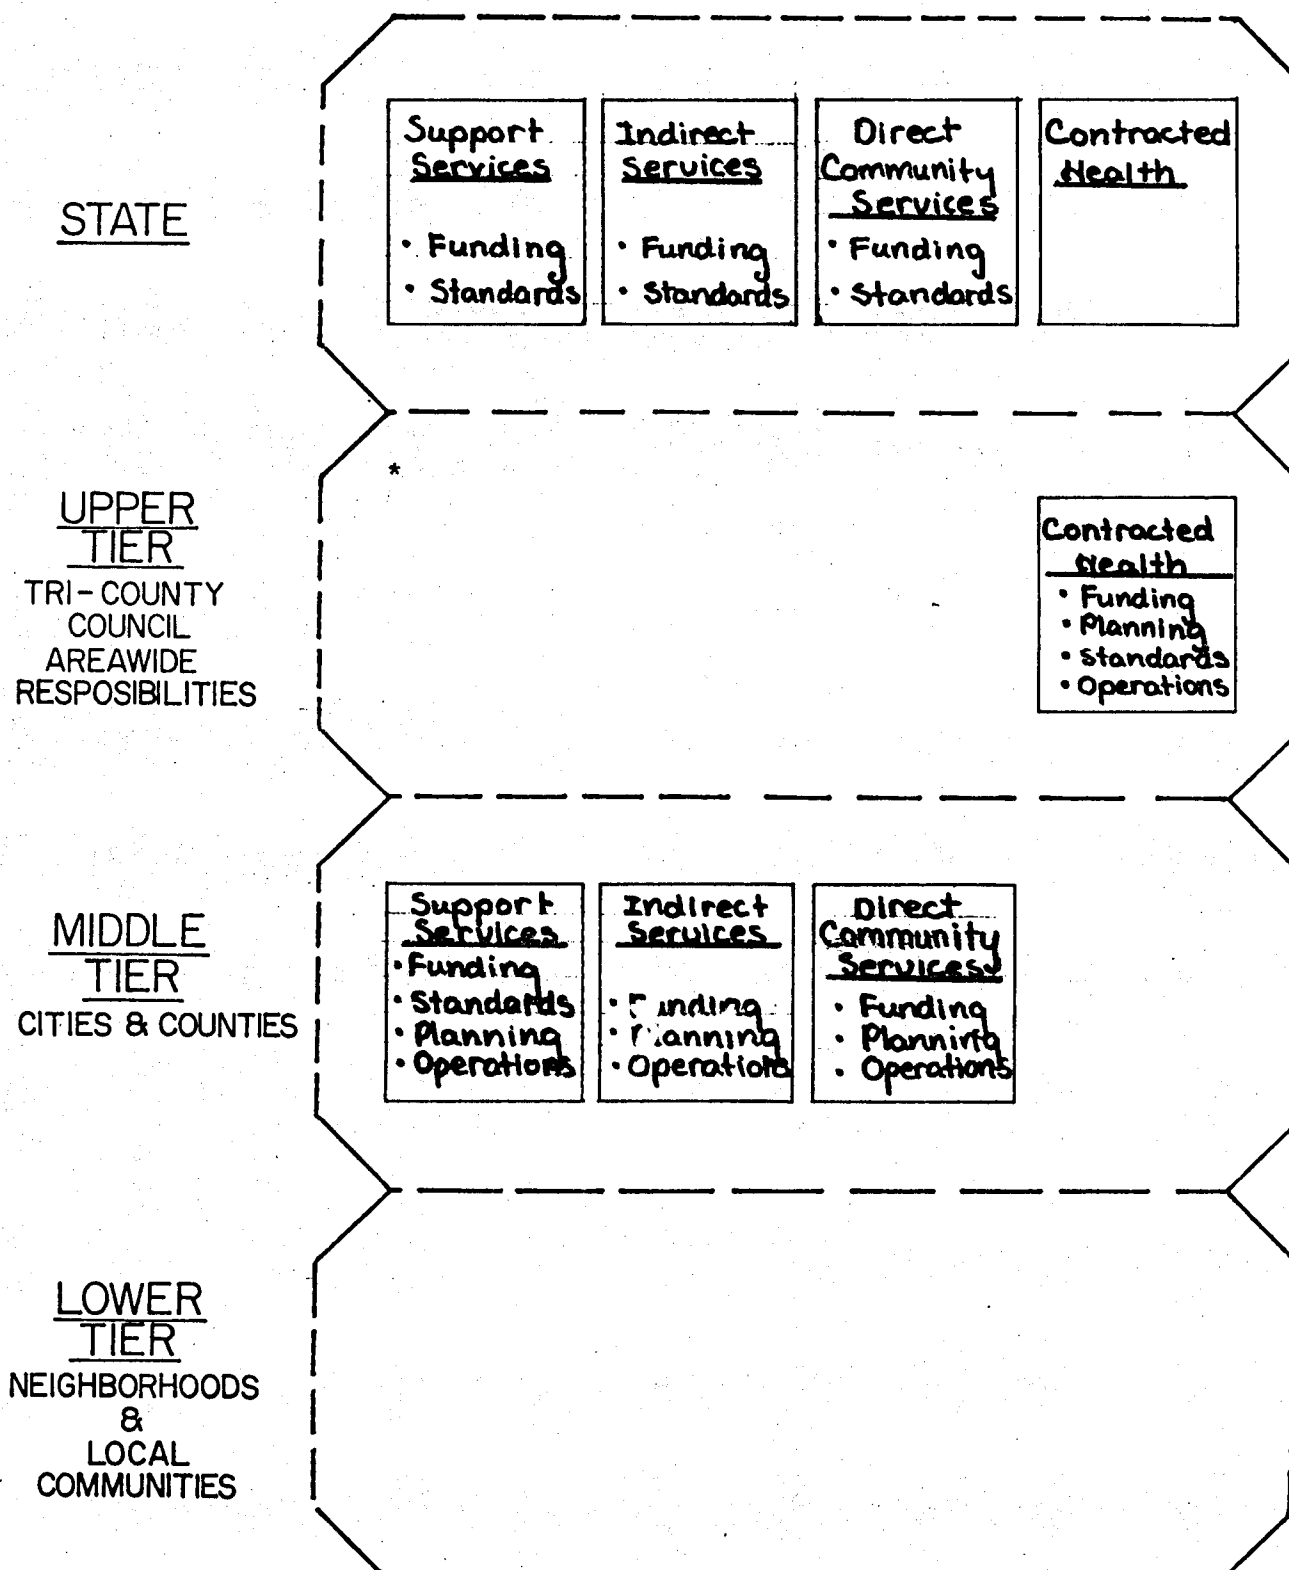 STATE
Support
Services
• Funding
• Standards
Indirect
Services
• Funding
• Standards
Direct
Community
Services
• Funding
• Standards
Contracted
Health
UPPER
TIER
TRI-COUNTY
COUNCIL
AREAWIDE
RESPOSIBILITIES
*
Contracted
Health
• Funding
• Planning
• Standards
• Operations
MIDDLE
TIER
CITIES & COUNTIES
Support
Services
• Funding
• Standards
• Planning
• Operations
Indirect
Services
• Funding
• Planning
• Operations
Direct
Community
Services
• Funding
• Planning
• Operations
LOWER
TIER
NEIGHBORHOODS
&
LOCAL
COMMUNITIES